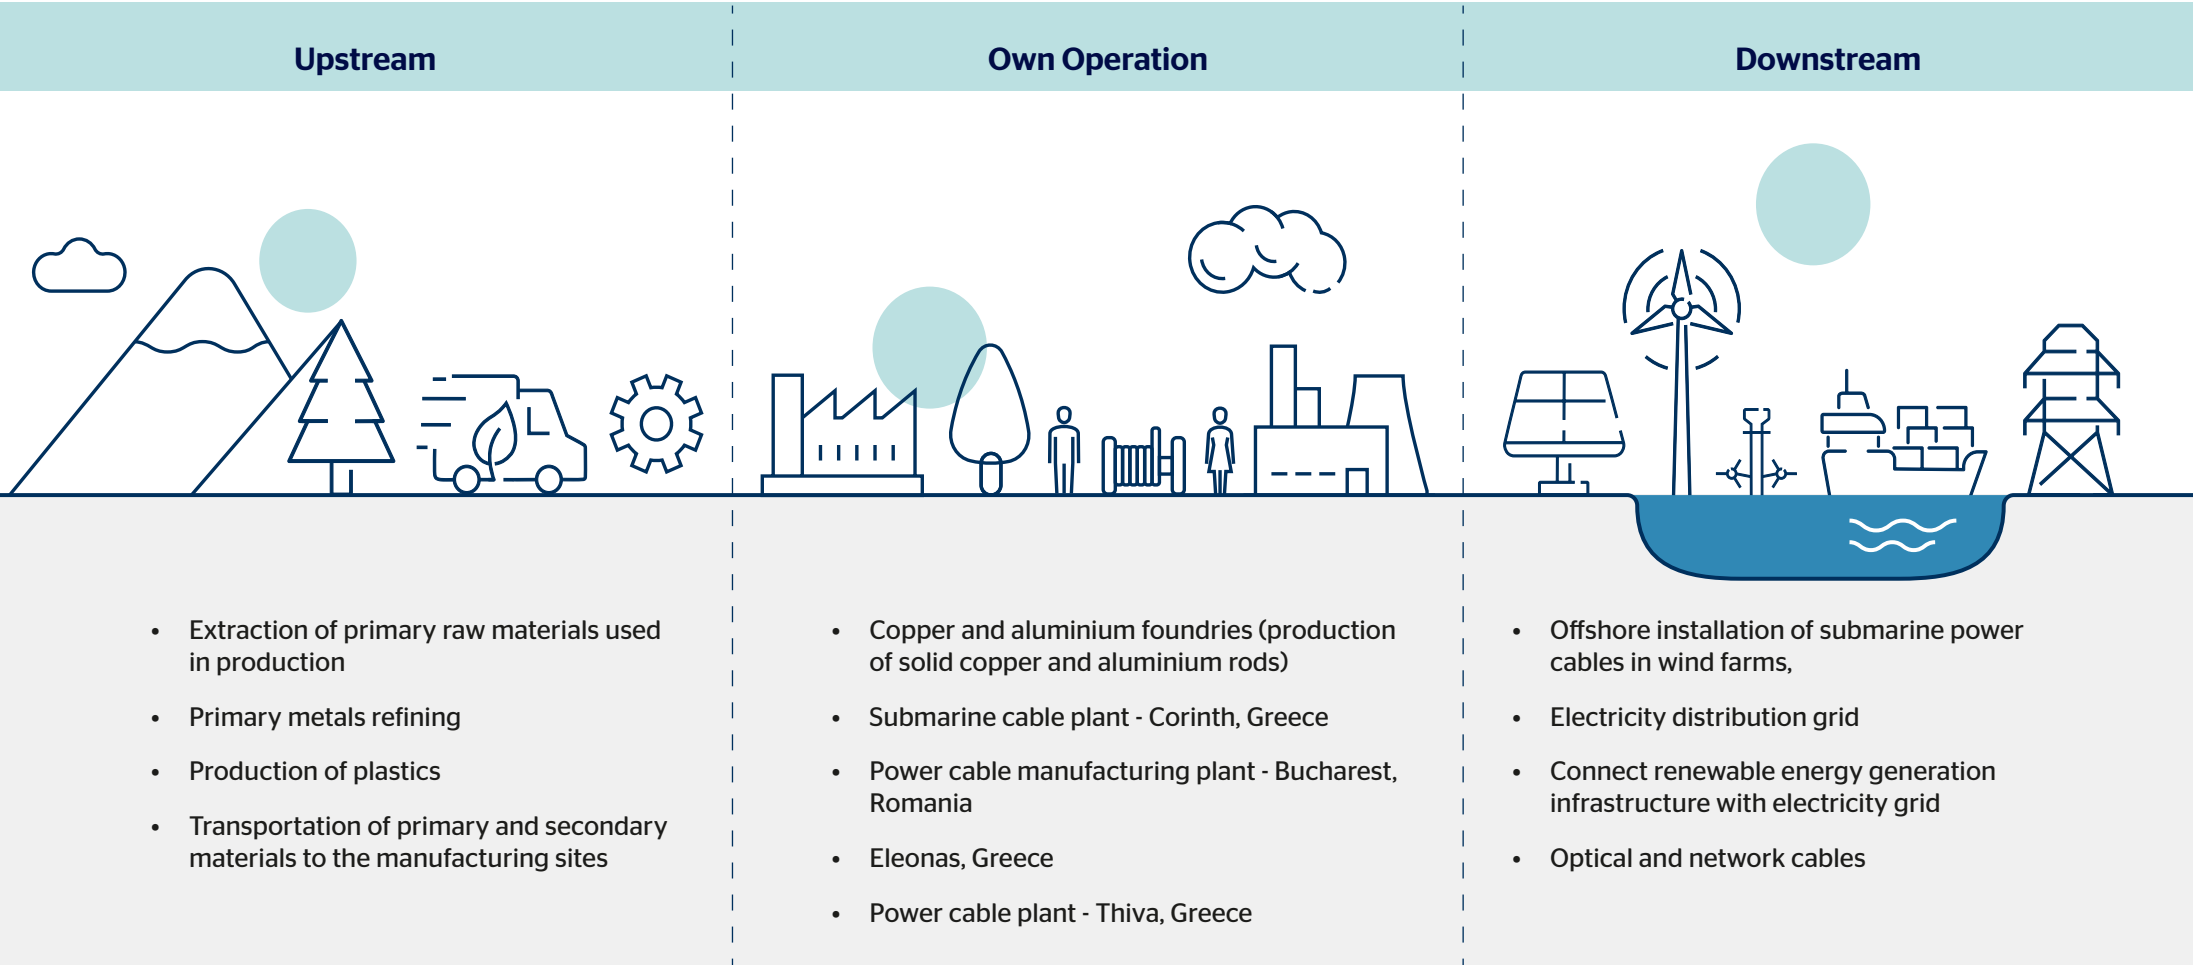 Upstream
Own Operation
Downstream
• Extraction of primary raw materials used
in production
• Primary metals refining
• Production of plastics
• Transportation of primary and secondary
materials to the manufacturing sites
• Copper and aluminium foundries (production
of solid copper and aluminium rods)
• Submarine cable plant - Corinth, Greece
• Power cable manufacturing plant - Bucharest,
Romania
• Eleonas, Greece
• Power cable plant - Thiva, Greece
• Offshore installation of submarine power
cables in wind farms,
• Electricity distribution grid
• Connect renewable energy generation
infrastructure with electricity grid
• Optical and network cables